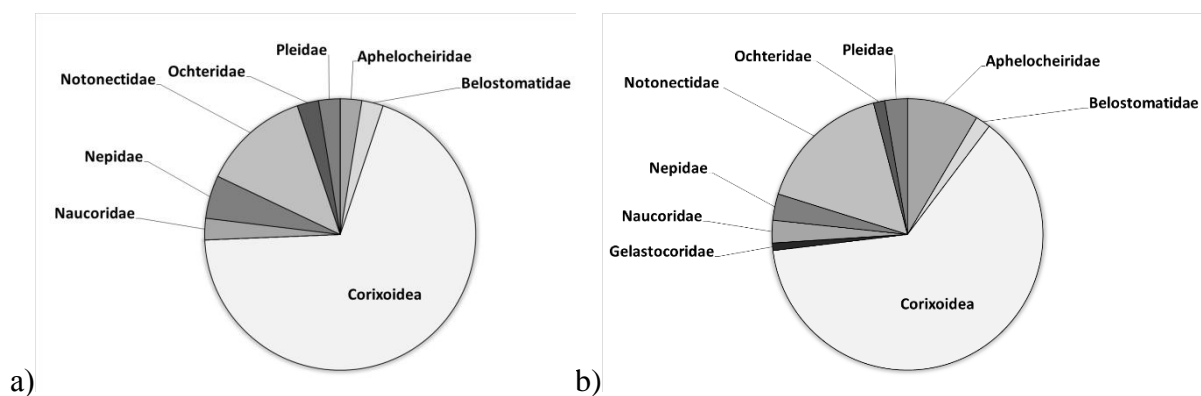 Pleidae
Ochteridae
Aphelocheiridae
Notonectidae
Belostomatidae
Nepidae
Naucoridae
Corixoidea
a)
Pleidae
Ochteridae
Aphelocheiridae
Notonectidae
Belostomatidae
Nepidae
Naucoridae
Gelastocoridae
Corixoidea
b)